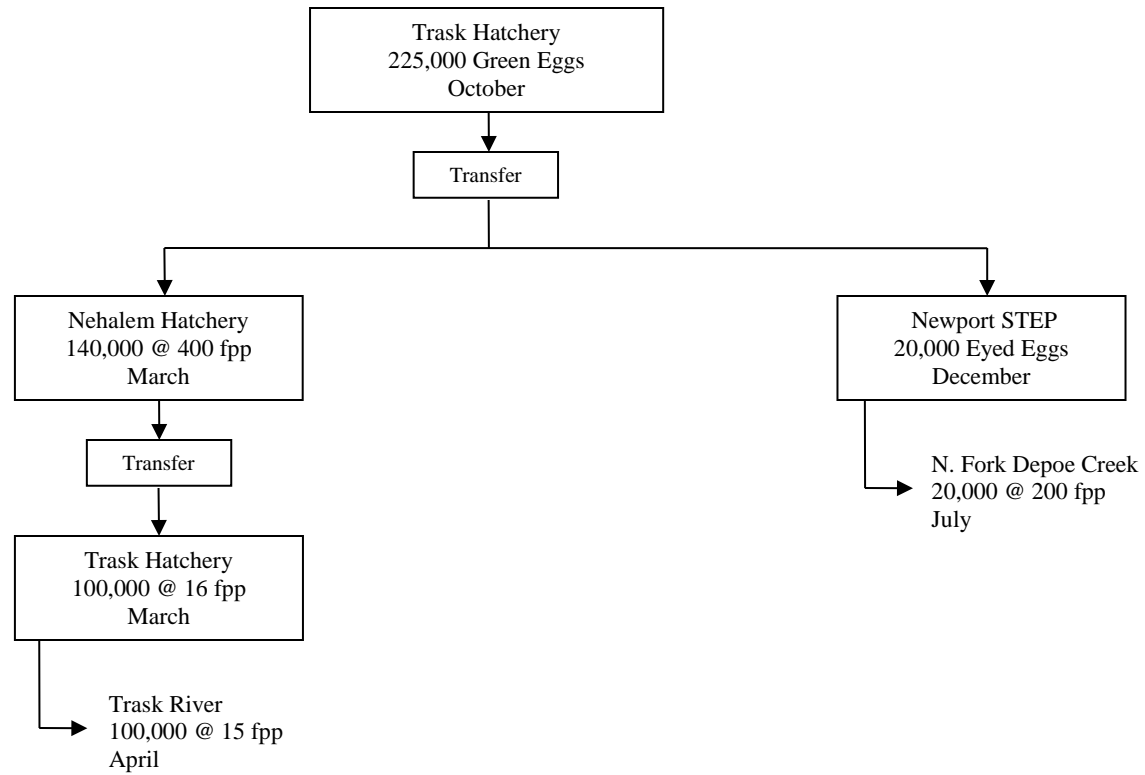 Trask Hatchery
225,000 Green Eggs
October
Transfer
Nehalem Hatchery
140,000 @ 400 fpp
March
Newport STEP
20,000 Eyed Eggs
December
Transfer
N. Fork Depoe Creek
20,000 @ 200 fpp
July
Trask Hatchery
100,000 @ 16 fpp
March
Trask River
100,000 @ 15 fpp
April